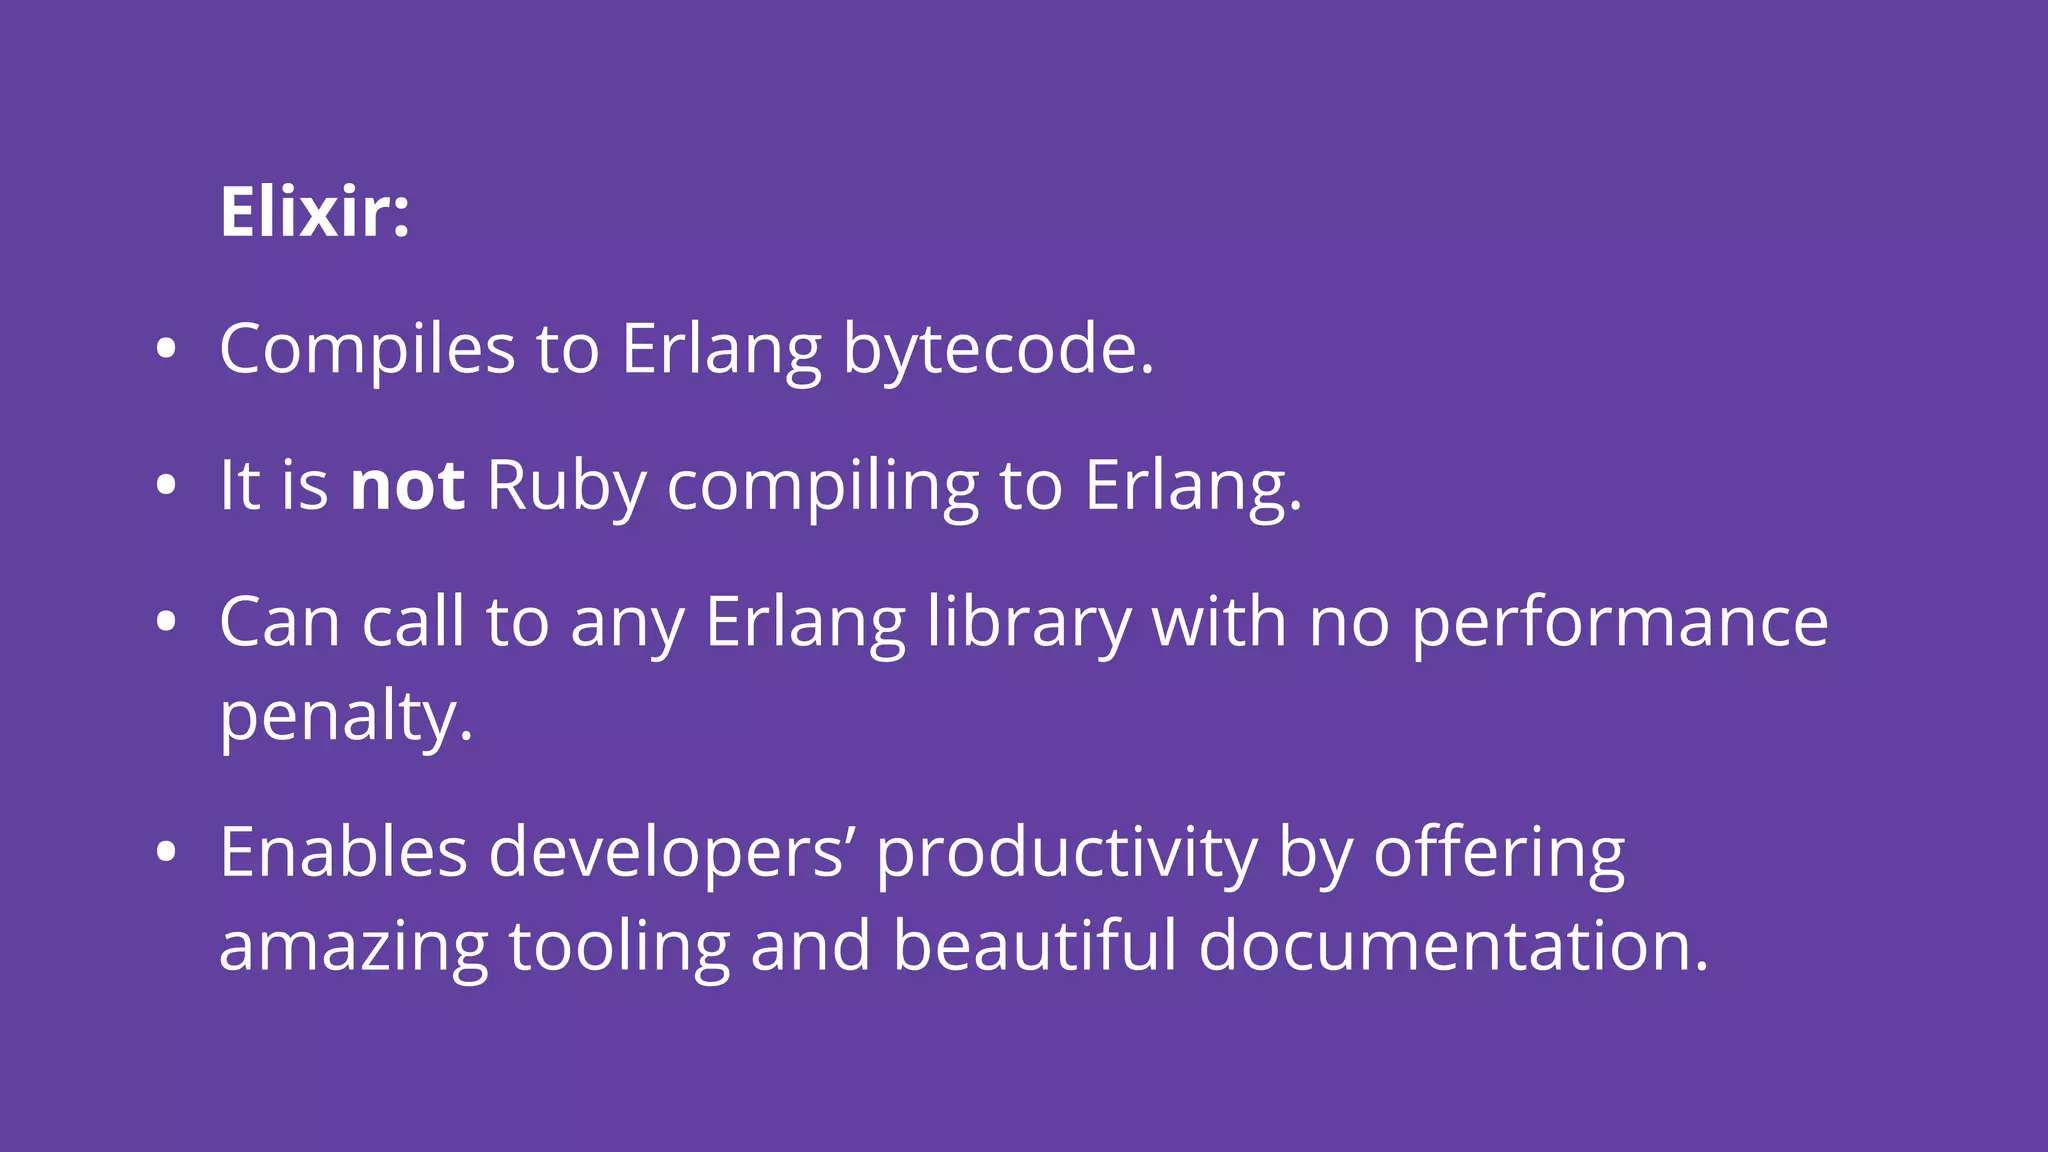 Elixir:
• Compiles to Erlang bytecode.
• It is not Ruby compiling to Erlang.
• Can call to any Erlang library with no performance
penalty.
• Enables developers’ productivity by offering
amazing tooling and beautiful documentation.